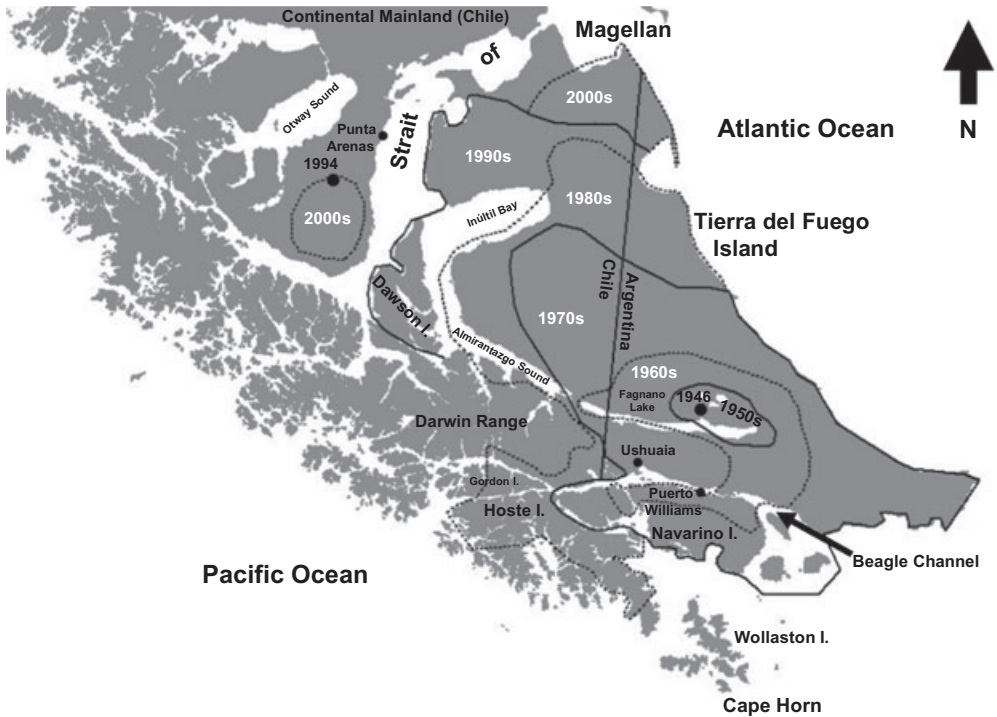 Continental Mainland (Chile)
Magellan
of
Strait
N
Otway Sound
2000s
Atlantic Ocean
Punta
Arenas
1994
1990s
1980s
2000s
Inútil Bay
Tierra del Fuego
Island
Chile
Argentina
Dawson I.
1970s
Almirantazgo Sound
1960s
Fagnano
Lake
1946
1950s
Darwin Range
Ushuaia
Gordon I.
Puerto
Williams
Hoste I.
Navarino I.
Beagle Channel
Pacific Ocean
Wollaston I.
Cape Horn